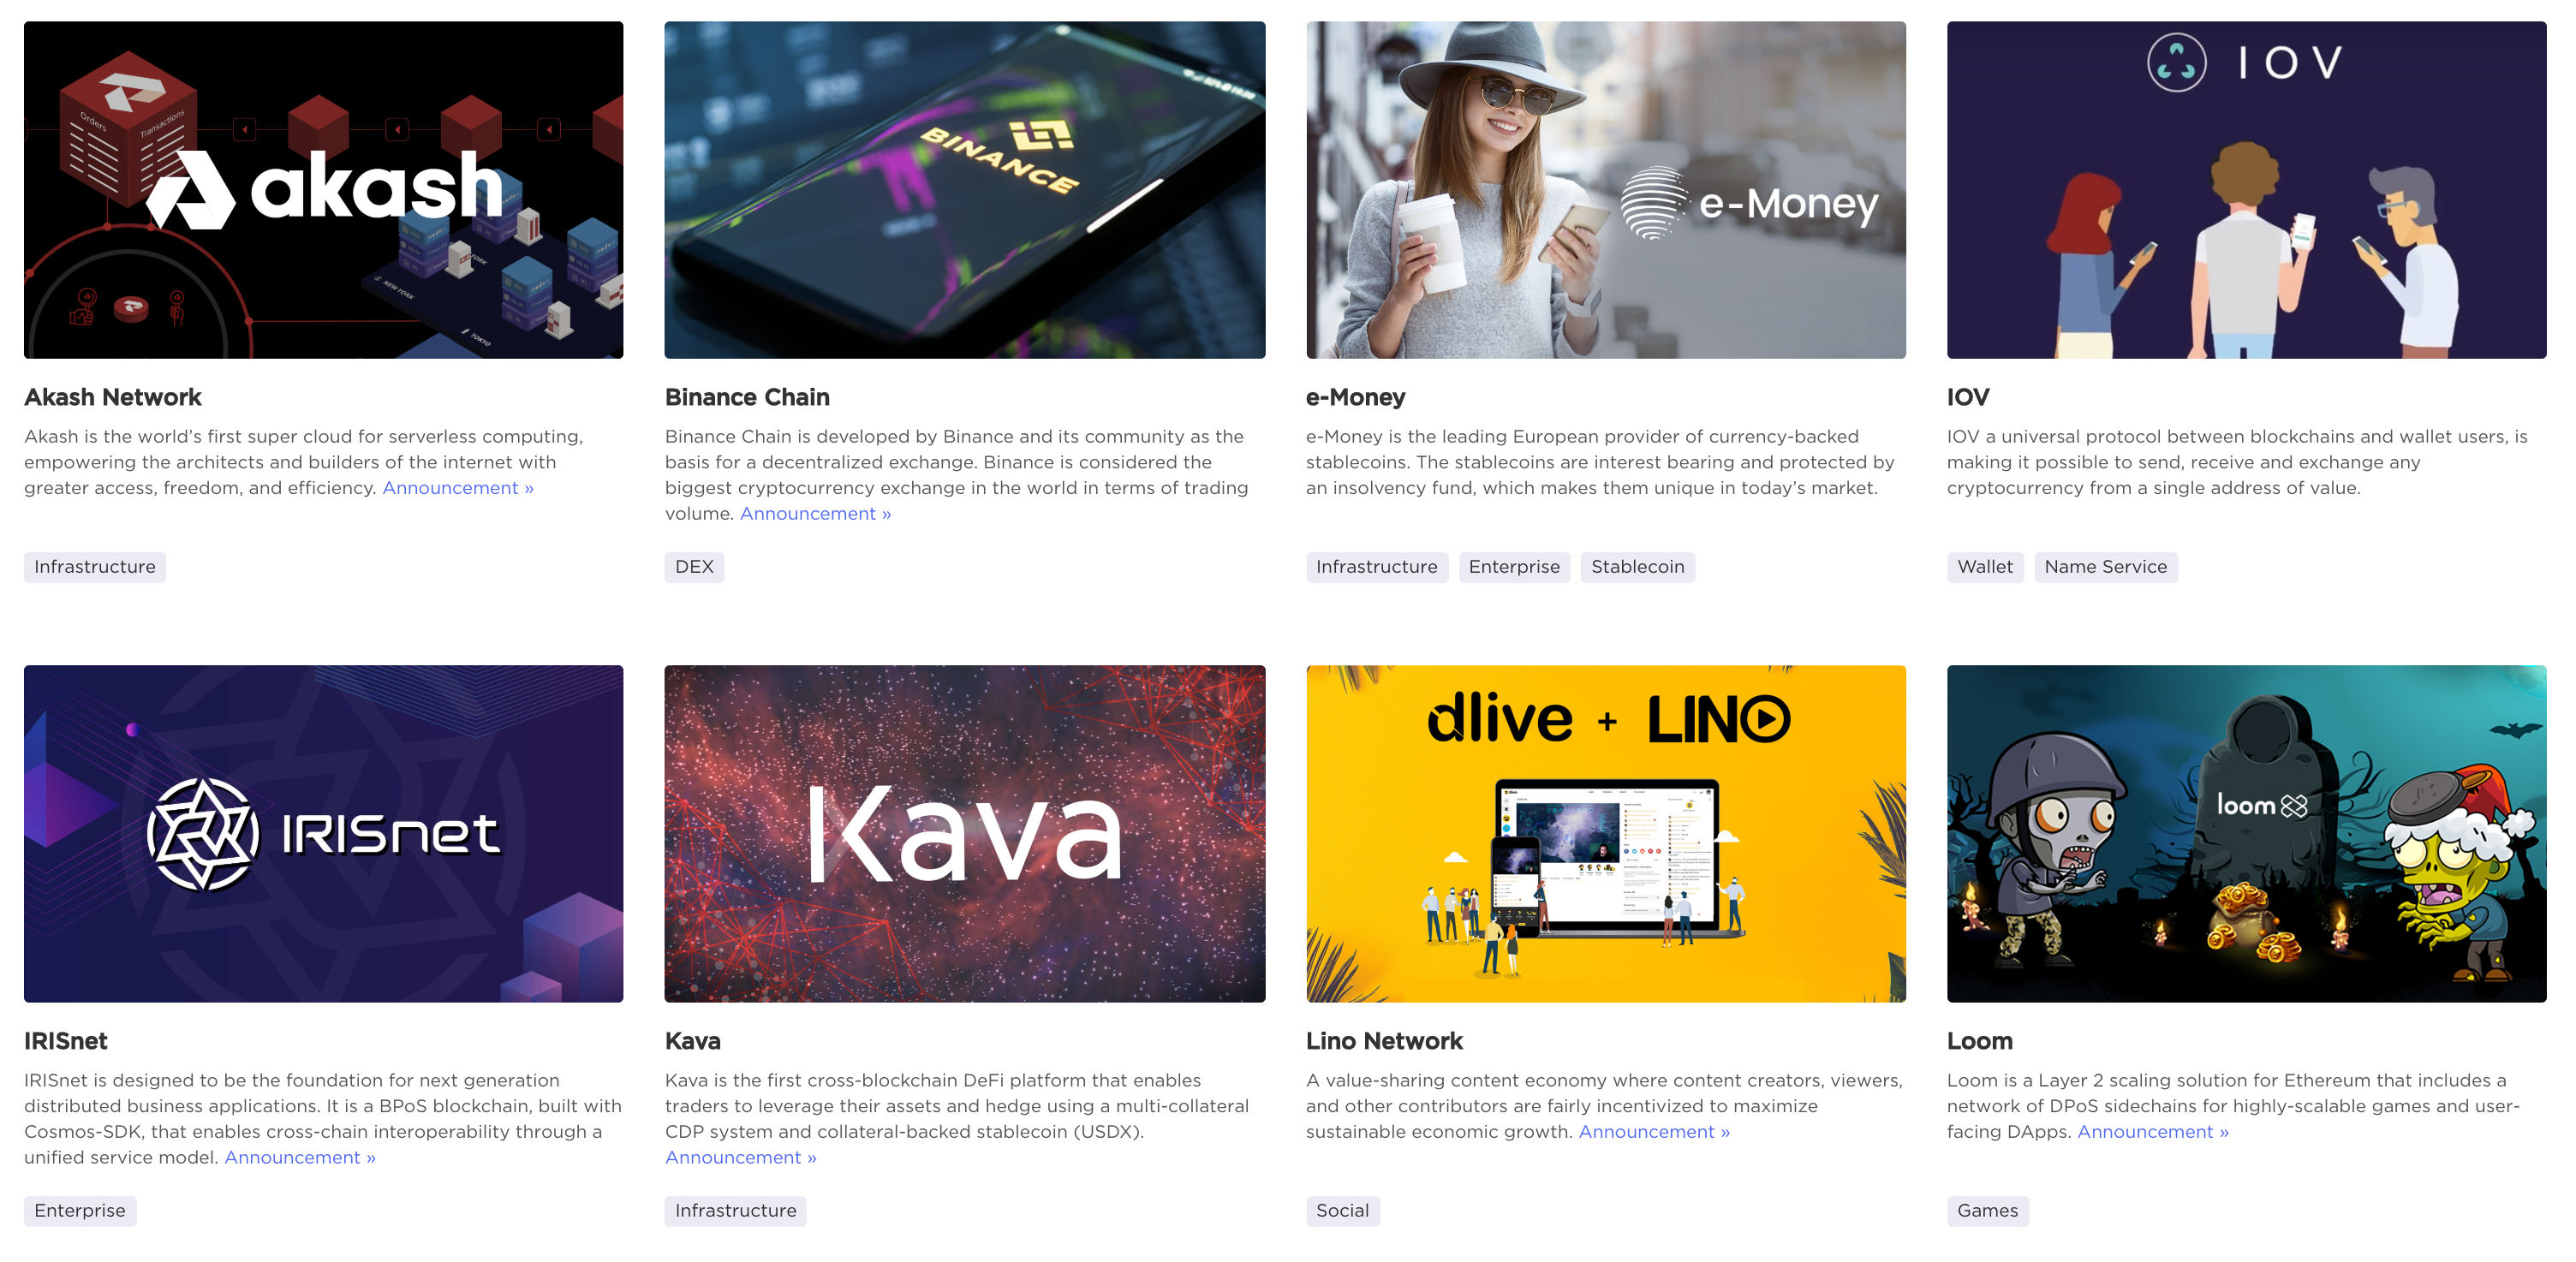 Orders
Transactions
akash
NEW YORK
TOKYO
BINANCE
e-Money
IOV
Akash Network
Akash is the world's first super cloud for serverless computing,
empowering the architects and builders of the internet with
greater access, freedom, and efficiency. Announcement »
Infrastructure
Binance Chain
Binance Chain is developed by Binance and its community as the
basis for a decentralized exchange. Binance is considered the
biggest cryptocurrency exchange in the world in terms of trading
volume. Announcement »
DEX
e-Money
e-Money is the leading European provider of currency-backed
stablecoins. The stablecoins are interest bearing and protected by
an insolvency fund, which makes them unique in today's market.
Infrastructure Enterprise Stablecoin
IOV
IOV a universal protocol between blockchains and wallet users, is
making it possible to send, receive and exchange any
cryptocurrency from a single address of value.
Wallet Name Service
IRISnet
Kava
dlive + LINO
loom
IRISnet
IRISnet is designed to be the foundation for next generation
distributed business applications. It is a BPoS blockchain, built with
Cosmos-SDK, that enables cross-chain interoperability through a
unified service model. Announcement »
Enterprise
Kava
Kava is the first cross-blockchain DeFi platform that enables
traders to leverage their assets and hedge using a multi-collateral
CDP system and collateral-backed stablecoin (USDX).
Announcement »
Infrastructure
Lino Network
A value-sharing content economy where content creators, viewers,
and other contributors are fairly incentivized to maximize
sustainable economic growth. Announcement »
Social
Loom
Loom is a Layer 2 scaling solution for Ethereum that includes a
network of DPoS sidechains for highly-scalable games and user-
facing DApps. Announcement »
Games